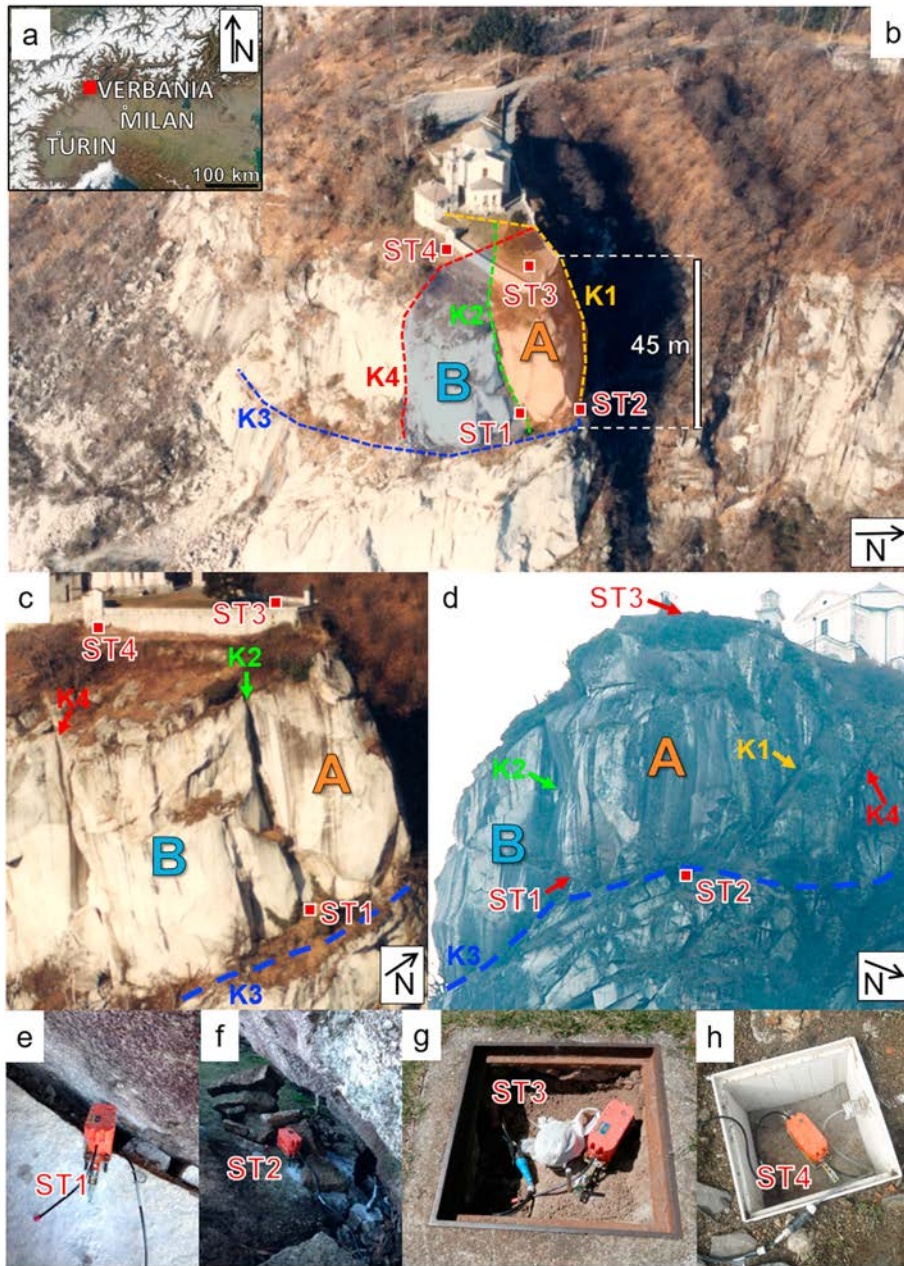 a
N
VERBANIA
MILAN
TURIN
100 km
b
ST4
ST3
K1
K2
A
45 m
K4
B
K3
ST1
ST2
N
c
ST3
ST4
K2
K4
A
B
ST1
K3
N
d
ST3
A
K1
K2
K4
B
ST1
ST2
K3
N
e
ST1
f
ST2
g
ST3
h
ST4